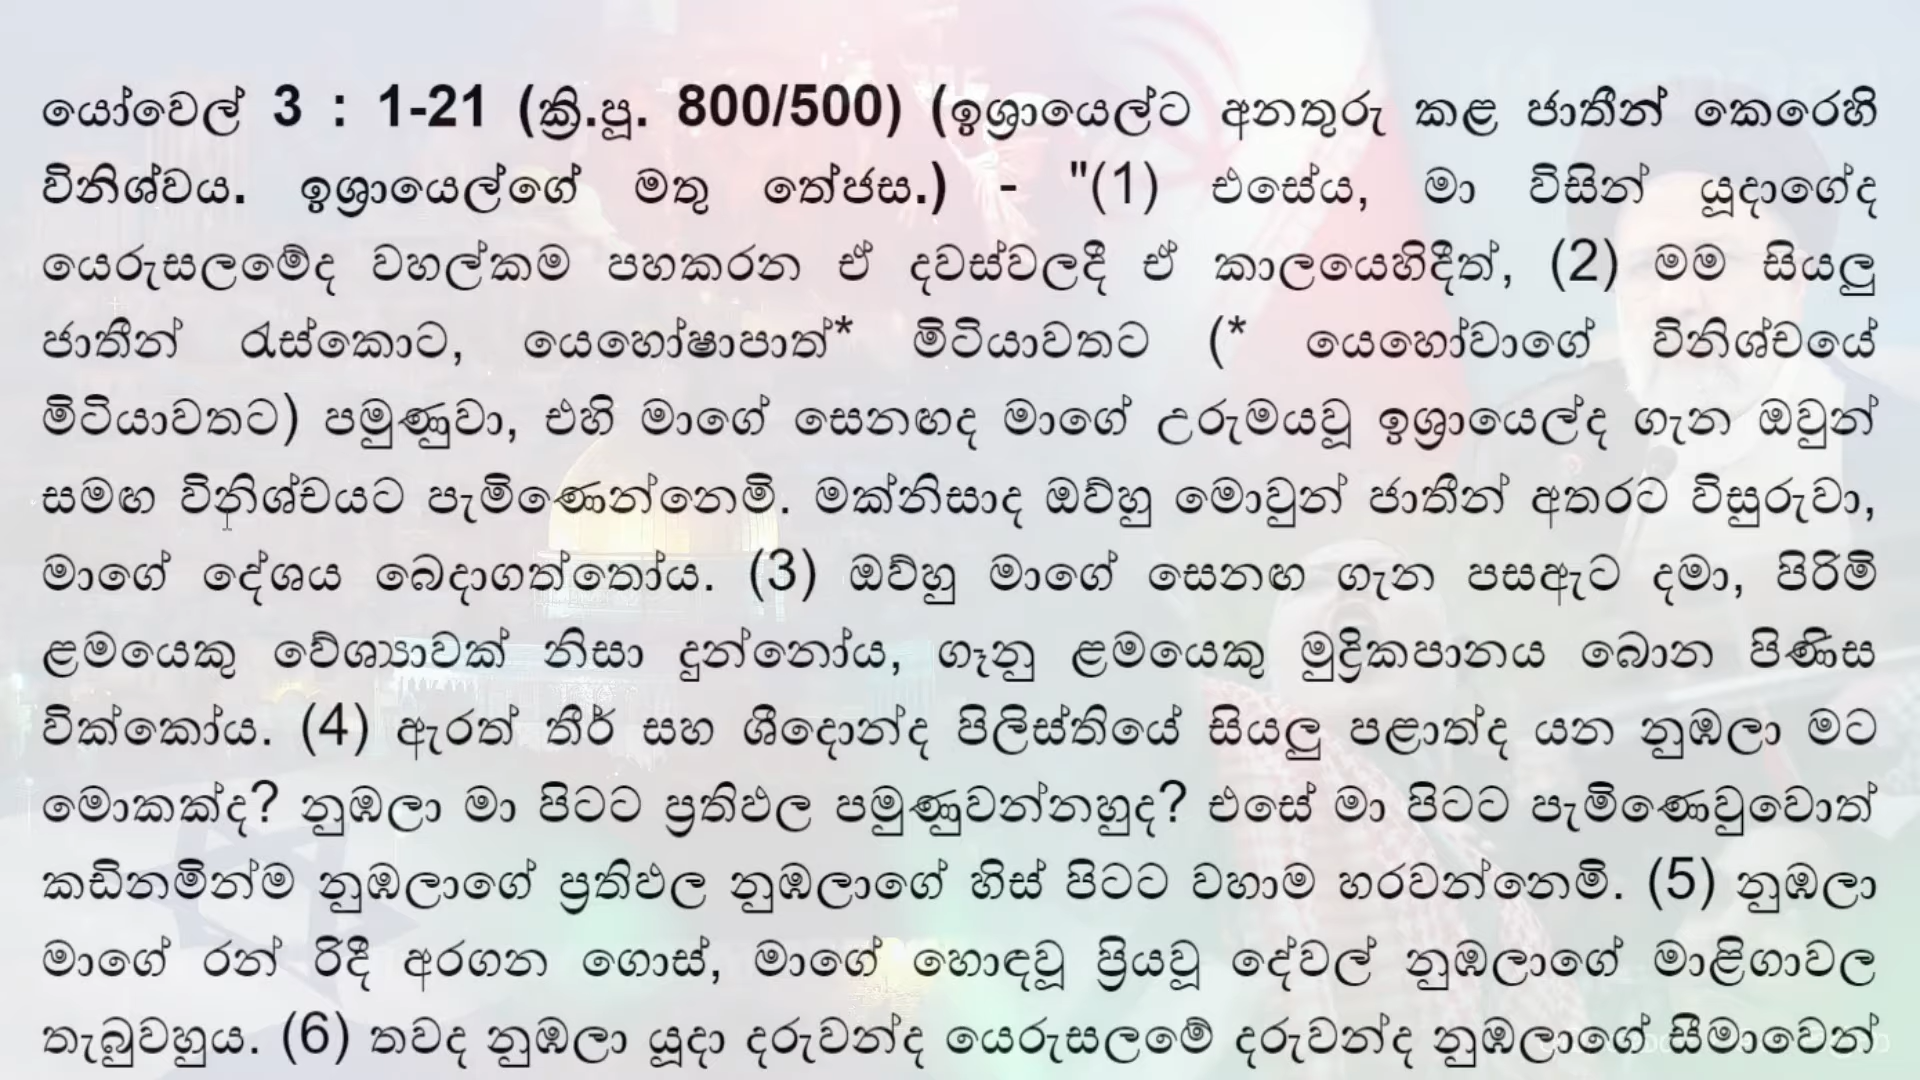 යෝවෙල් 3 : 1-21 (ක්‍රි.පූ. 800/500) (ඉශ්‍රායෙල්ට අනතුරු කළ ජාතීන් කෙරෙහි
විනිශ්චය. ඉශ්‍රායෙල්ගේ මතු තේජස.) - "(1) එසේය, මා විසින් යූදාගේද
යෙරුසලමේද වහල්කම පහකරන ඒ දවස්වලදී ඒ කාලයෙහිදීත්, (2) මම සියලු
ජාතීන් රැස්කොට, යෙහෝෂාපාත්* මිටියාවතට (* යෙහෝවාගේ විනිශ්චයේ
මිටියාවතට) පමුණුවා, එහි මාගේ සෙනඟද මාගේ උරුමයවූ ඉශ්‍රායෙල්ද ගැන ඔවුන්
සමඟ විනිශ්චයට පැමිණෙන්නෙමි. මක්නිසාද ඔව්හු මොවුන් ජාතීන් අතරට විසුරුවා,
මාගේ දේශය බෙදාගත්තෝය. (3) ඔව්හු මාගේ සෙනඟ ගැන පසඇට දමා, පිරිමි
ළමයෙකු වේශ්‍යාවක් නිසා දුන්නෝය, ගෑනු ළමයෙකු මුද්‍රිකපානය බොන පිණිස
වික්කෝය. (4) ඇරත් තීර් සහ ශීදොන්ද පිලිස්තියේ සියලු පළාත්ද යන නුඹලා මට
මොකක්ද? නුඹලා මා පිටට ප්‍රතිඵල පමුණුවන්නහුද? එසේ මා පිටට පැමිණෙව්වොත්
කඩිනමින්ම නුඹලාගේ ප්‍රතිඵල නුඹලාගේ හිස් පිටට වහාම හරවන්නෙමි. (5) නුඹලා
මාගේ රන් රිදී අරගන ගොස්, මාගේ හොඳවූ ප්‍රියවූ දේවල් නුඹලාගේ මාළිගාවල
තැබුවහුය. (6) තවද නුඹලා යූදා දරුවන්ද යෙරුසලමේ දරුවන්ද නුඹලාගේ සීමාවෙන්